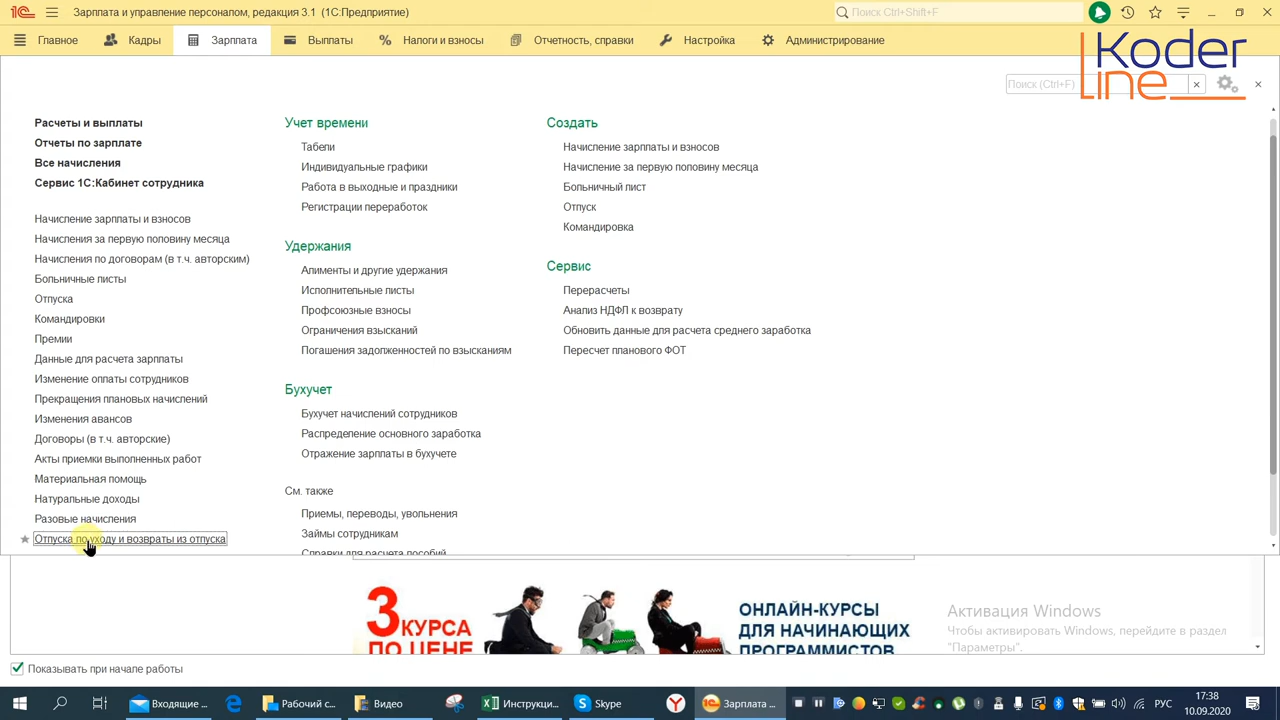 Зарплата и управление персоналом, редакция 3.1 (1С:Предприятие)
Поиск Ctrl+Shift+F
Главное
Кадры
Зарплата
Выплаты
Налоги и взносы
Отчетность, справки
Настройка
Администрирование
Koder
line
Поиск (Ctrl+F)
Расчеты и выплаты
Отчеты по зарплате
Все начисления
Сервис 1С:Кабинет сотрудника
Начисление зарплаты и взносов
Начисления за первую половину месяца
Начисления по договорам (в т.ч. авторским)
Больничные листы
Отпуска
Командировки
Премии
Данные для расчета зарплаты
Изменение оплаты сотрудников
Прекращения плановых начислений
Изменения авансов
Договоры (в т.ч. авторские)
Акты приемки выполненных работ
Материальная помощь
Натуральные доходы
Разовые начисления
Отпуска по уходу и возвраты из отпуска
Учет времени
Табели
Индивидуальные графики
Работа в выходные и праздники
Регистрации переработок
Удержания
Алименты и другие удержания
Исполнительные листы
Профсоюзные взносы
Ограничения взысканий
Погашения задолженностей по взысканиям
Бухучет
Бухучет начислений сотрудников
Распределение основного заработка
Отражение зарплаты в бухучете
См. также
Приемы, переводы, увольнения
Займы сотрудникам
Справки для расчета пособий
Создать
Начисление зарплаты и взносов
Начисление за первую половину месяца
Больничный лист
Отпуск
Командировка
Сервис
Перерасчеты
Анализ НДФЛ к возврату
Обновить данные для расчета среднего заработка
Пересчет планового ФОТ
3 КУРСА
ПО ЦЕНЕ
ОНЛАЙН-КУРСЫ
ДЛЯ НАЧИНАЮЩИХ
ПРОГРАММИСТОВ
Активация Windows
Чтобы активировать Windows, перейдите в раздел
"Параметры".
Показывать при начале работы
Входящие ...
Рабочий с...
Видео
Инструкци...
Skype
Зарплата ...
РУС
17:38
10.09.2020